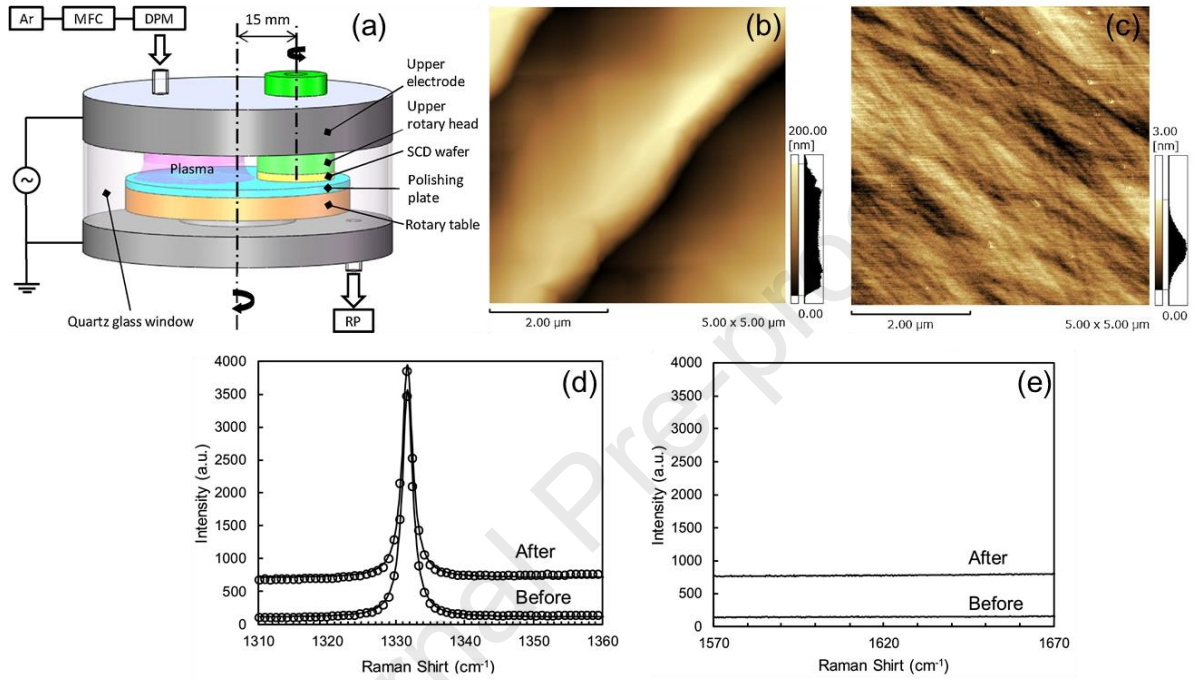 Ar
MFC
DPM
15 mm
(a)
Upper
electrode
Upper
rotary head
SCD wafer
Polishing
plate
Rotary table
Plasma
Quartz glass window
RP
(b)
200.00
[nm]
0.00
2.00 µm
5.00 x 5.00 µm
(c)
3.00
[nm]
0.00
2.00 µm
5.00 x 5.00 µm
(d)
Intensity (a.u.)
4000
3500
3000
2500
2000
1500
1000
500
0
After
Before
1310
1320
1330
1340
1350
1360
Raman Shirt (cm⁻¹)
(e)
Intensity (a.u.)
4000
3500
3000
2500
2000
1500
1000
500
0
After
Before
1570
1620
1670
Raman Shirt (cm⁻¹)
rnal Pre-pro